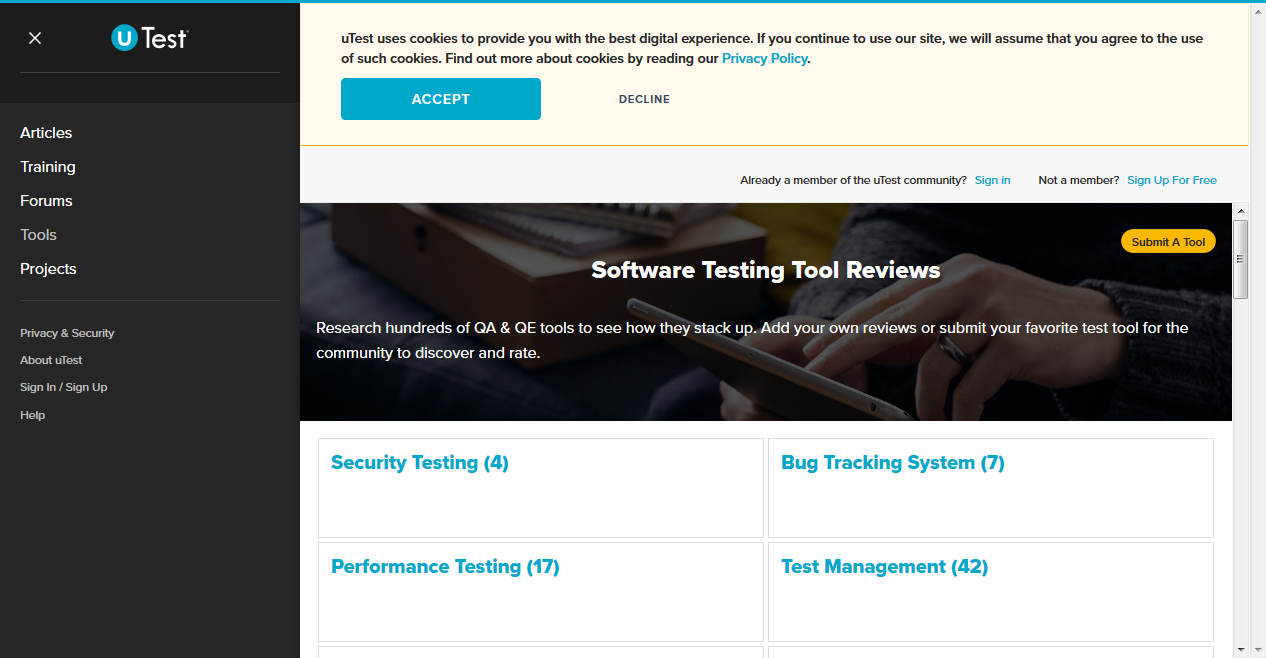 U Test
Articles
Training
Forums
Tools
Projects
Privacy & Security
About uTest
Sign In / Sign Up
Help
uTest uses cookies to provide you with the best digital experience. If you continue to use our site, we will assume that you agree to the use
of such cookies. Find out more about cookies by reading our Privacy Policy.
ACCEPT
DECLINE
Already a member of the uTest community? Sign in
Not a member? Sign Up For Free
Submit A Tool
Software Testing Tool Reviews
Research hundreds of QA & QE tools to see how they stack up. Add your own reviews or submit your favorite test tool for the
community to discover and rate.
Security Testing (4)
Bug Tracking System (7)
Performance Testing (17)
Test Management (42)